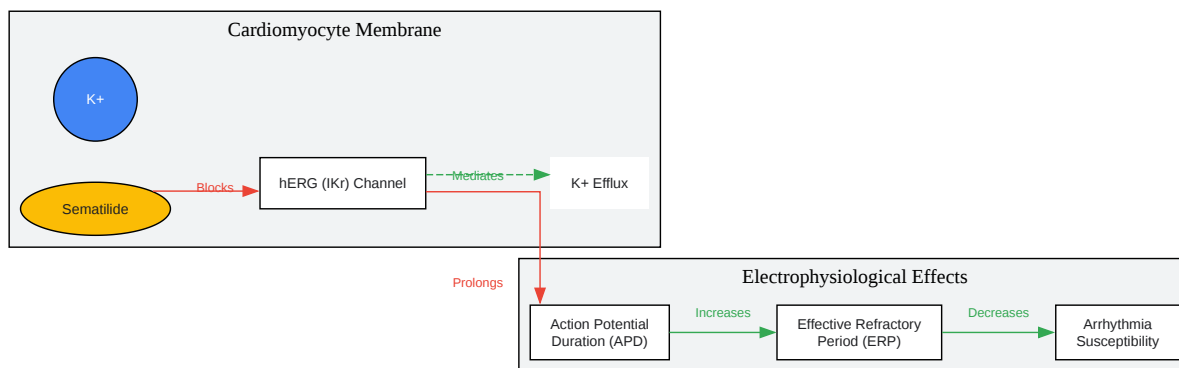 Cardiomyocyte Membrane
K+
Sematilide
Blocks
hERG (IKr) Channel
Mediates
K+ Efflux
Prolongs
Electrophysiological Effects
Action Potential
Duration (APD)
Increases
Effective Refractory
Period (ERP)
Decreases
Arrhythmia
Susceptibility